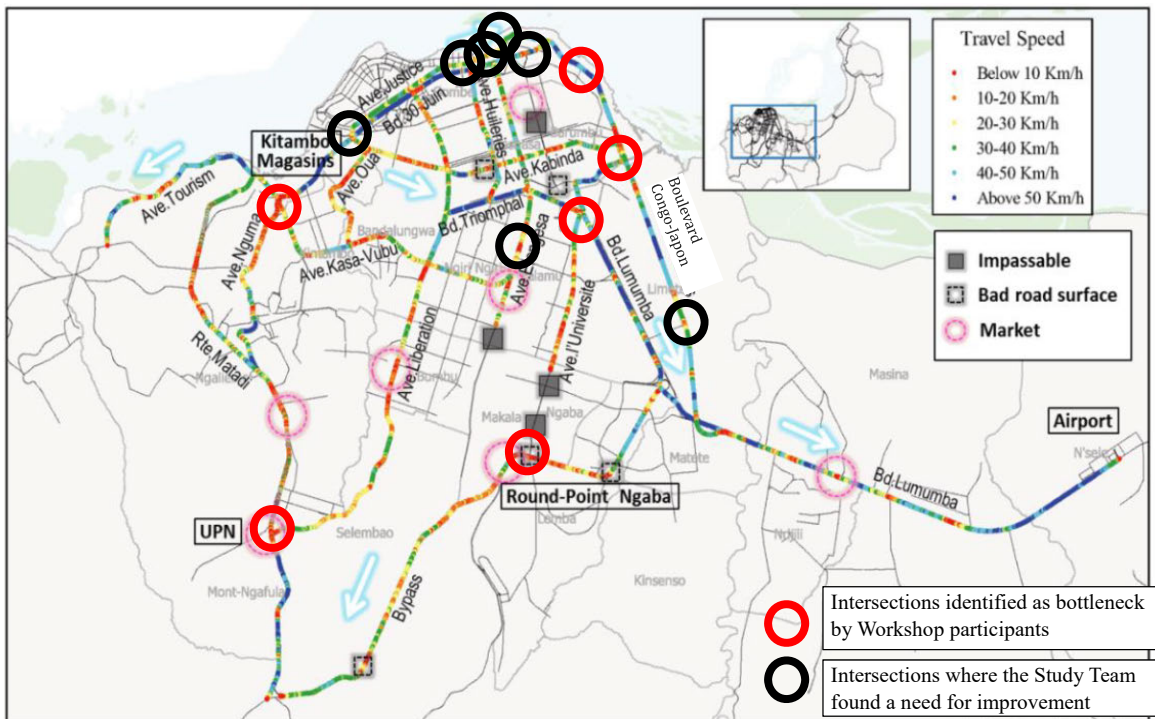 Travel Speed
Below 10 Km/h
10-20 Km/h
20-30 Km/h
30-40 Km/h
40-50 Km/h
Above 50 Km/h
Impassable
Bad road surface
Market
Ave.Justice
Bd.30 Juin
Ave.Huileries
Kitambo
Magasins
Ave.Oua
Ave.Kabinda
Ave.Tourism
Boulevard
Congo-Japon
Bd.Triomphal
Bandalungwa
Ave.Nguma
Ave.Kasa-Vubu
Bd.Lumumba
Ave.l'Universite
Ave.Liberation
Rte.Matadi
Masina
Makala
Ngaba
Airport
N'sele
Matete
Round-Point Ngaba
Bd.Lumumba
UPN
Selembao
Lemba
Ndjili
Kinsenso
Mont-Ngafula
Bypass
Intersections identified as bottleneck
by Workshop participants
Intersections where the Study Team
found a need for improvement